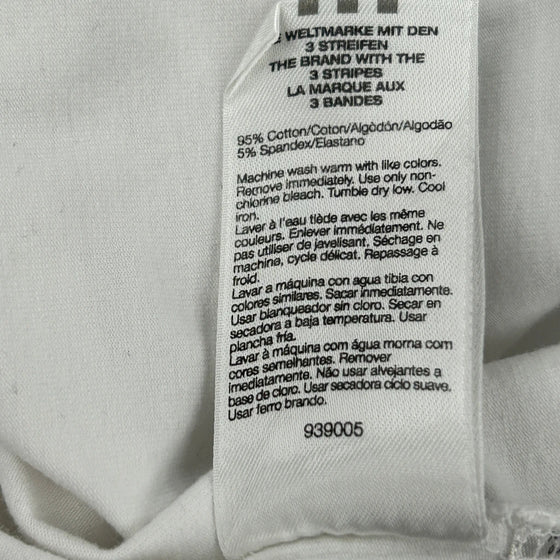 WELTMARKE MIT DEN
3 STREIFEN
THE BRAND WITH THE
3 STRIPES
LA MARQUE AUX
3 BANDES
95% Cotton/Coton/Algòdón/Algodão
5% Spandex/Elastano
Machine wash warm with like colors.
Remove immediately. Use only non-
chlorine bleach. Tumble dry low. Cool
iron.
Laver à l'eau tiède avec les même
couleurs. Enlever immédiatement. Ne
pas utiliser de javelisant. Séchage en
machine, cycle délicat. Repassage à
froid.
Lavar a máquina con agua tibia con
colores similares. Sacar inmediatamente.
Usar blanqueador sin cloro. Secar en
secadora a baja temperatura. Usar
plancha fría.
Lavar à máquina com água morna com
cores semelhantes. Remover
imediatamente. Não usar alvejantes a
base de cloro. Usar secadora ciclo suave.
Usar ferro brando.
939005